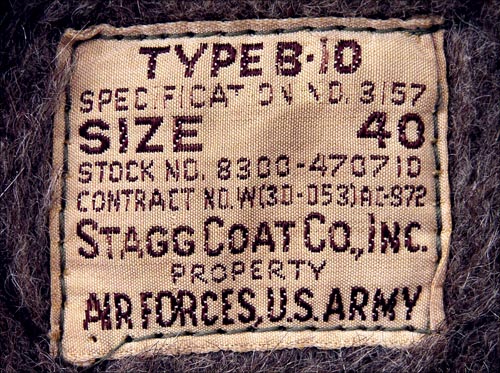 TYPE B-10
SPECIFICATION NO. 3157
SIZE 40
STOCK NO. 8300-470710
CONTRACT NO. W(30-053)AC-972
STAGG COAT CO., INC.
PROPERTY
AIR FORCES, U.S. ARMY